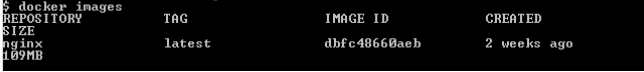 $ docker images
REPOSITORY TAG IMAGE ID CREATED
SIZE
nginx latest dbfc48660aeb 2 weeks ago
109MB